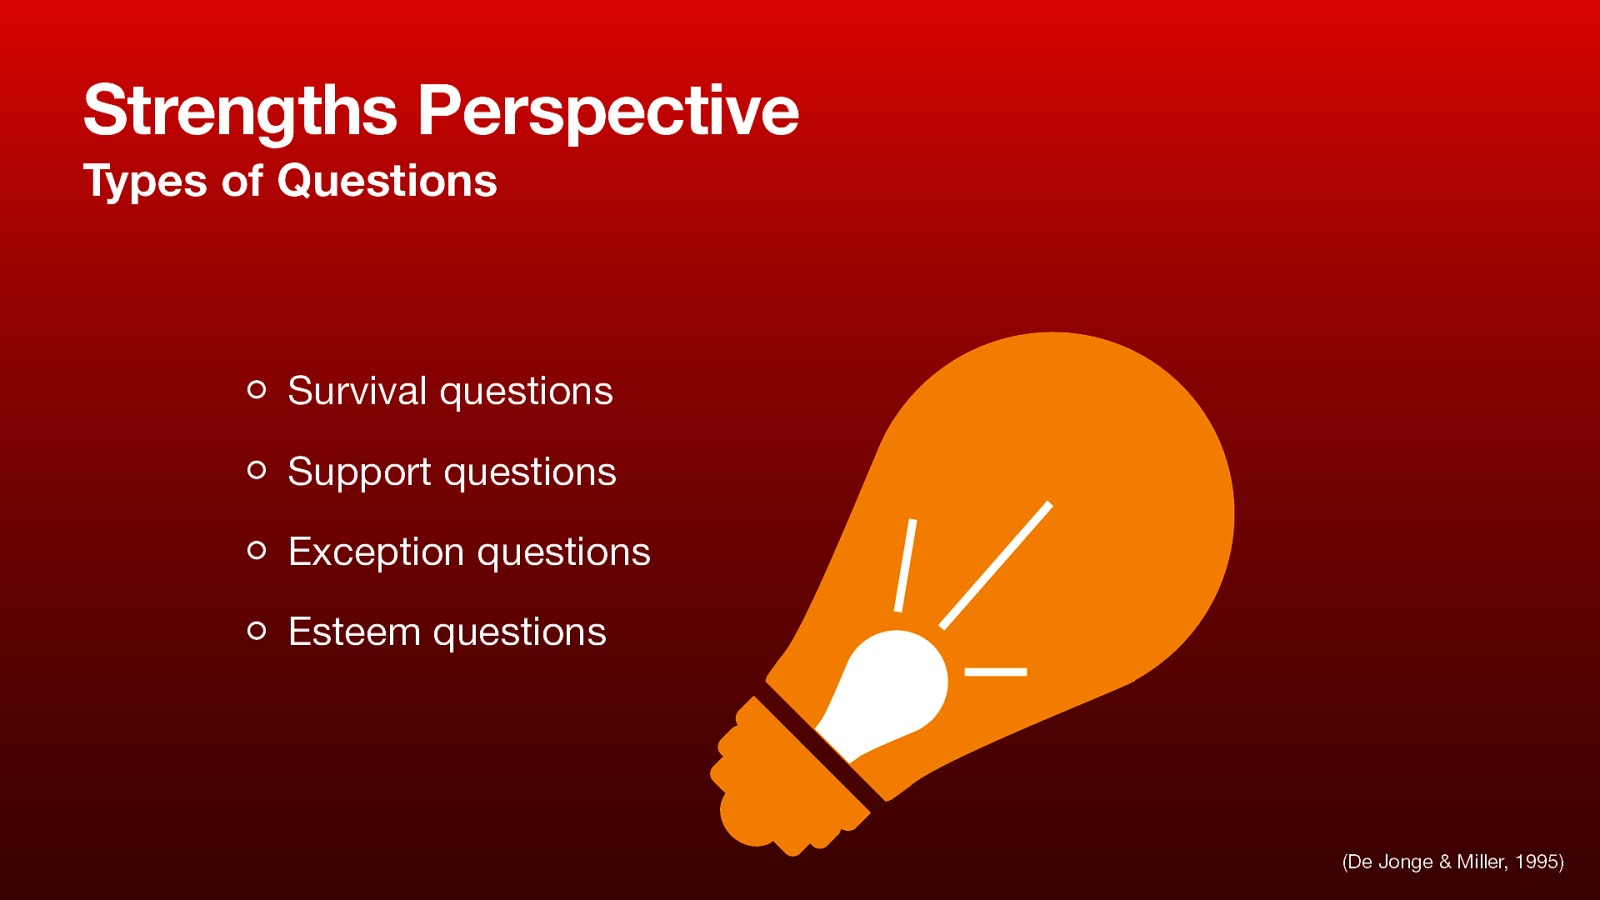 Strengths Perspective
Types of Questions
Survival questions
Support questions
Exception questions
Esteem questions
(De Jonge & Miller, 1995)